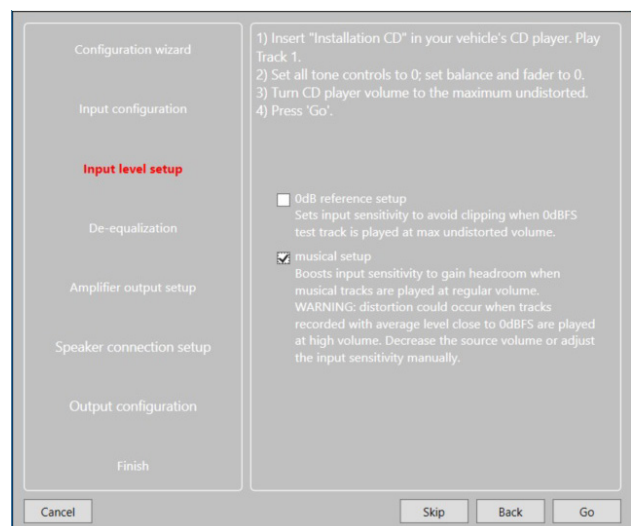 Configuration wizard
Input configuration
Input level setup
De-equalization
Amplifier output setup
Speaker connection setup
Output configuration
Finish
1) Insert "Installation CD" in your vehicle's CD player. Play
Track 1.
2) Set all tone controls to 0; set balance and fader to 0.
3) Turn CD player volume to the maximum undistorted.
4) Press 'Go'.
0dB reference setup
Sets input sensitivity to avoid clipping when 0dBFS
test track is played at max undistorted volume.
musical setup
Boosts input sensitivity to gain headroom when
musical tracks are played at regular volume.
WARNING: distortion could occur when tracks
recorded with average level close to 0dBFS are played
at high volume. Decrease the source volume or adjust
the input sensitivity manually.
Cancel
Skip
Back
Go